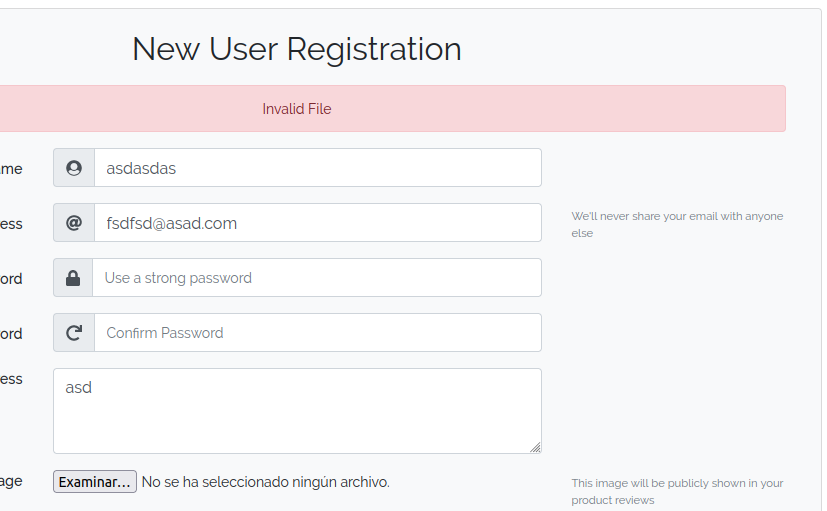 New User Registration
Invalid File
me
asdasdas
ess
@
fsdfsd@asad.com
We'll never share your email with anyone
else
ord
Use a strong password
ord
Confirm Password
ess
asd
age
Examinar...
No se ha seleccionado ningún archivo.
This image will be publicly shown in your
product reviews